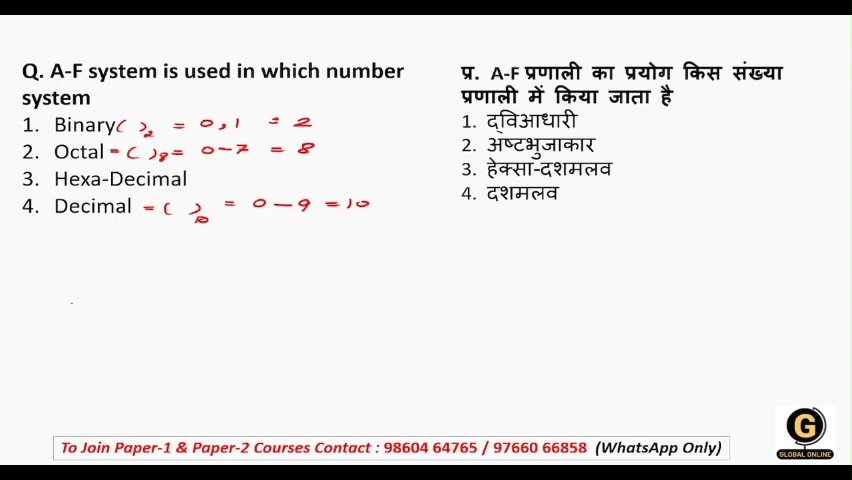 Q. A-F system is used in which number
system
1. Binary ( )₂ = 0, 1 = 2
2. Octal = ( )₈ = 0 - 7 = 8
3. Hexa-Decimal
4. Decimal = ( )₁₀ = 0 - 9 = 10
प्र. A-F प्रणाली का प्रयोग किस संख्या
प्रणाली में किया जाता है
1. द्विआधारी
2. अष्टभुजाकार
3. हेक्सा-दशमलव
4. दशमलव
To Join Paper-1 & Paper-2 Courses Contact : 98604 64765 / 97660 66858 (WhatsApp Only)
G
GLOBAL ONLINE